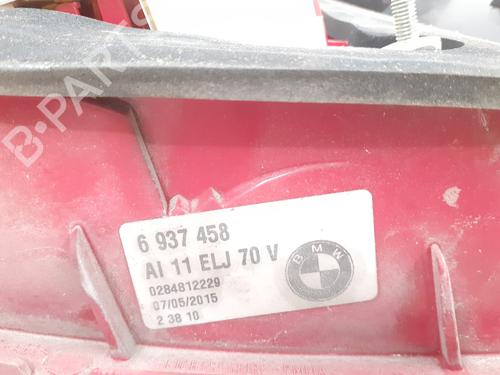 B-PARTS
6 937 458
AI 11 ELJ 70 V
0284812229
07/05/2015
2 38 10
BMW